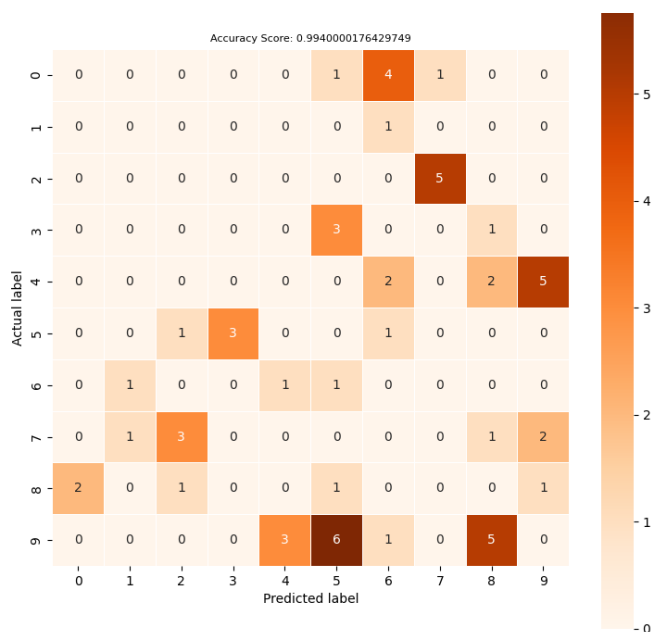 Accuracy Score: 0.9940000176429749
0 0 0 0 0 0 1 4 1 0 0
1 0 0 0 0 0 0 1 0 0 0
2 0 0 0 0 0 0 0 5 0 0
3 0 0 0 0 0 3 0 0 1 0
4 0 0 0 0 0 0 2 0 2 5
5 0 0 1 3 0 0 1 0 0 0
6 0 1 0 0 1 1 0 0 0 0
7 0 1 3 0 0 0 0 0 1 2
8 2 0 1 0 0 1 0 0 0 1
9 0 0 0 0 3 6 1 0 5 0
0 1 2 3 4 5 6 7 8 9
Predicted label
Actual label
5
4
3
2
1
0